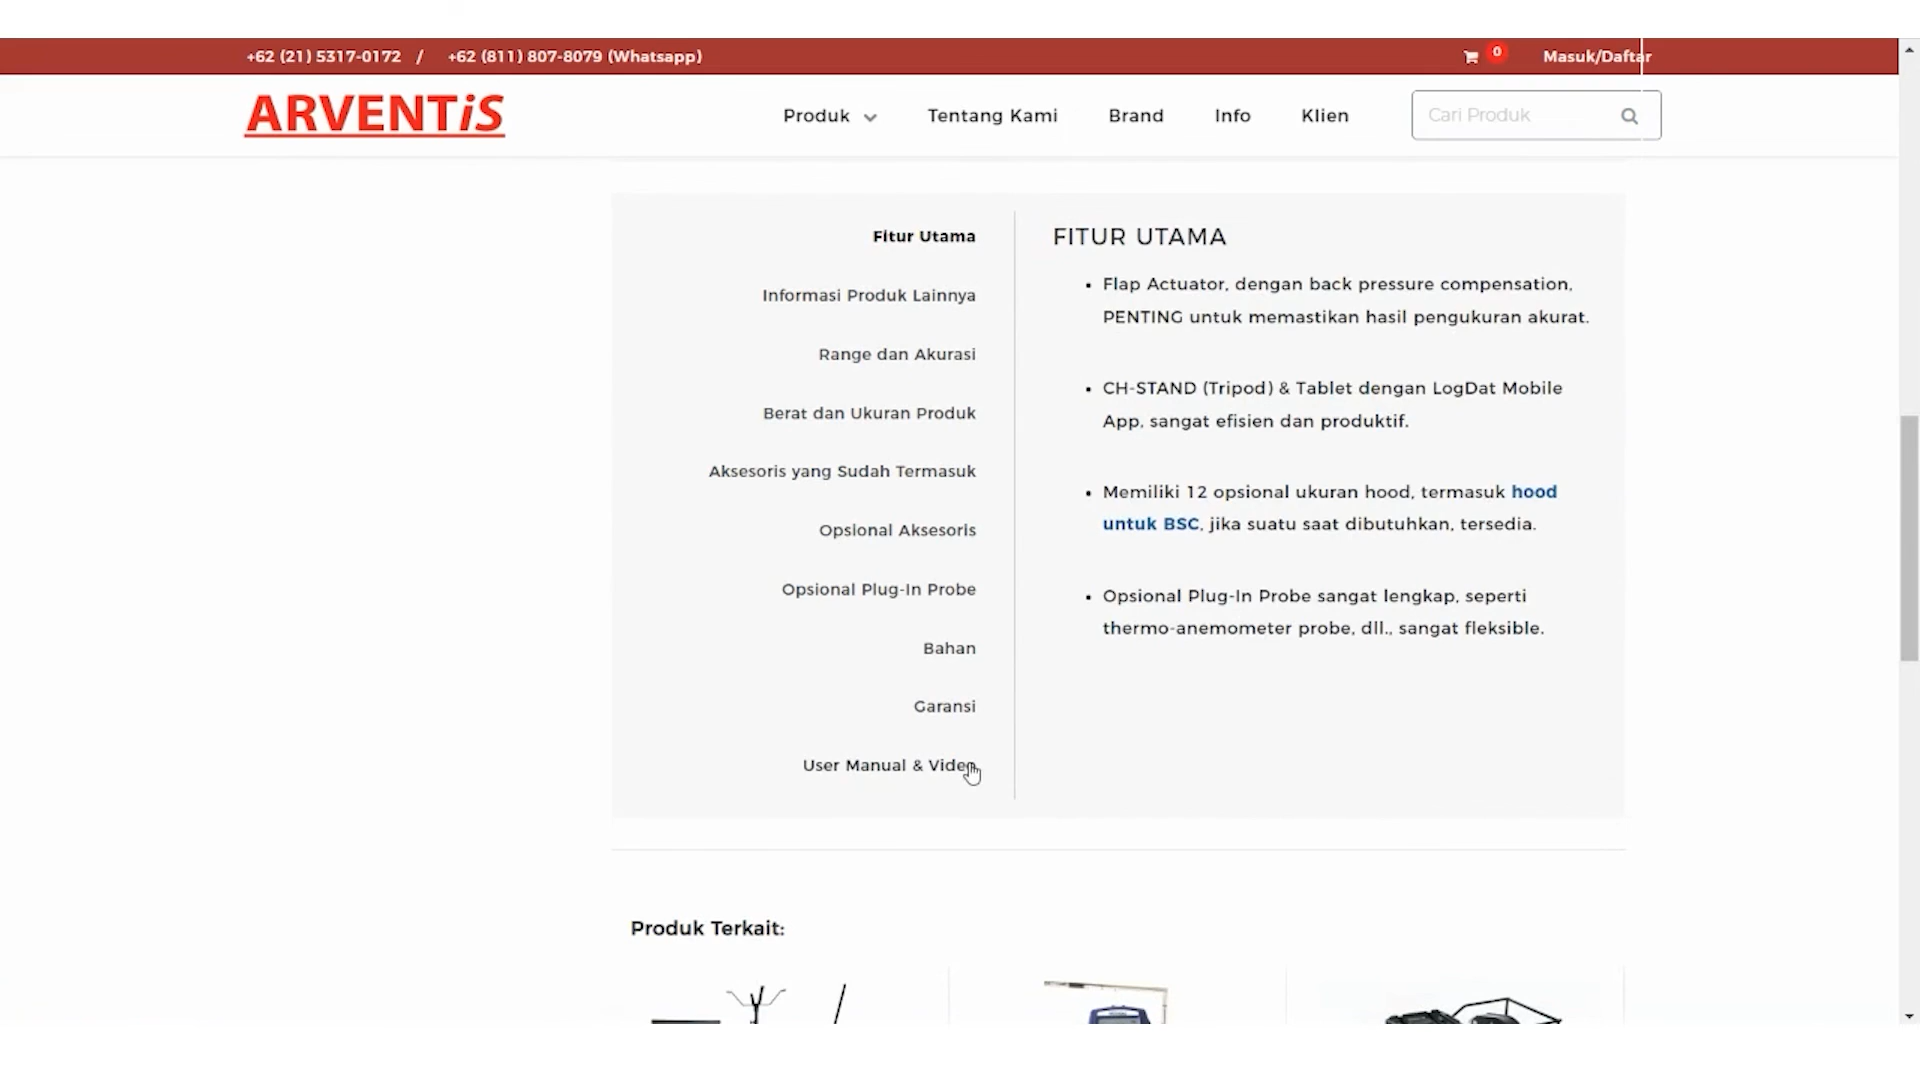 +62 (21) 5317-0172 / +62 (811) 807-8079 (Whatsapp)
0
Masuk/Daftar
ARVENTiS
Produk
Tentang Kami
Brand
Info
Klien
Cari Produk
Fitur Utama
Informasi Produk Lainnya
Range dan Akurasi
Berat dan Ukuran Produk
Aksesoris yang Sudah Termasuk
Opsional Aksesoris
Opsional Plug-In Probe
Bahan
Garansi
User Manual & Video
FITUR UTAMA
• Flap Actuator, dengan back pressure compensation,
PENTING untuk memastikan hasil pengukuran akurat.
• CH-STAND (Tripod) & Tablet dengan LogDat Mobile
App, sangat efisien dan produktif.
• Memiliki 12 opsional ukuran hood, termasuk hood
untuk BSC, jika suatu saat dibutuhkan, tersedia.
• Opsional Plug-In Probe sangat lengkap, seperti
thermo-anemometer probe, dll., sangat fleksible.
Produk Terkait: